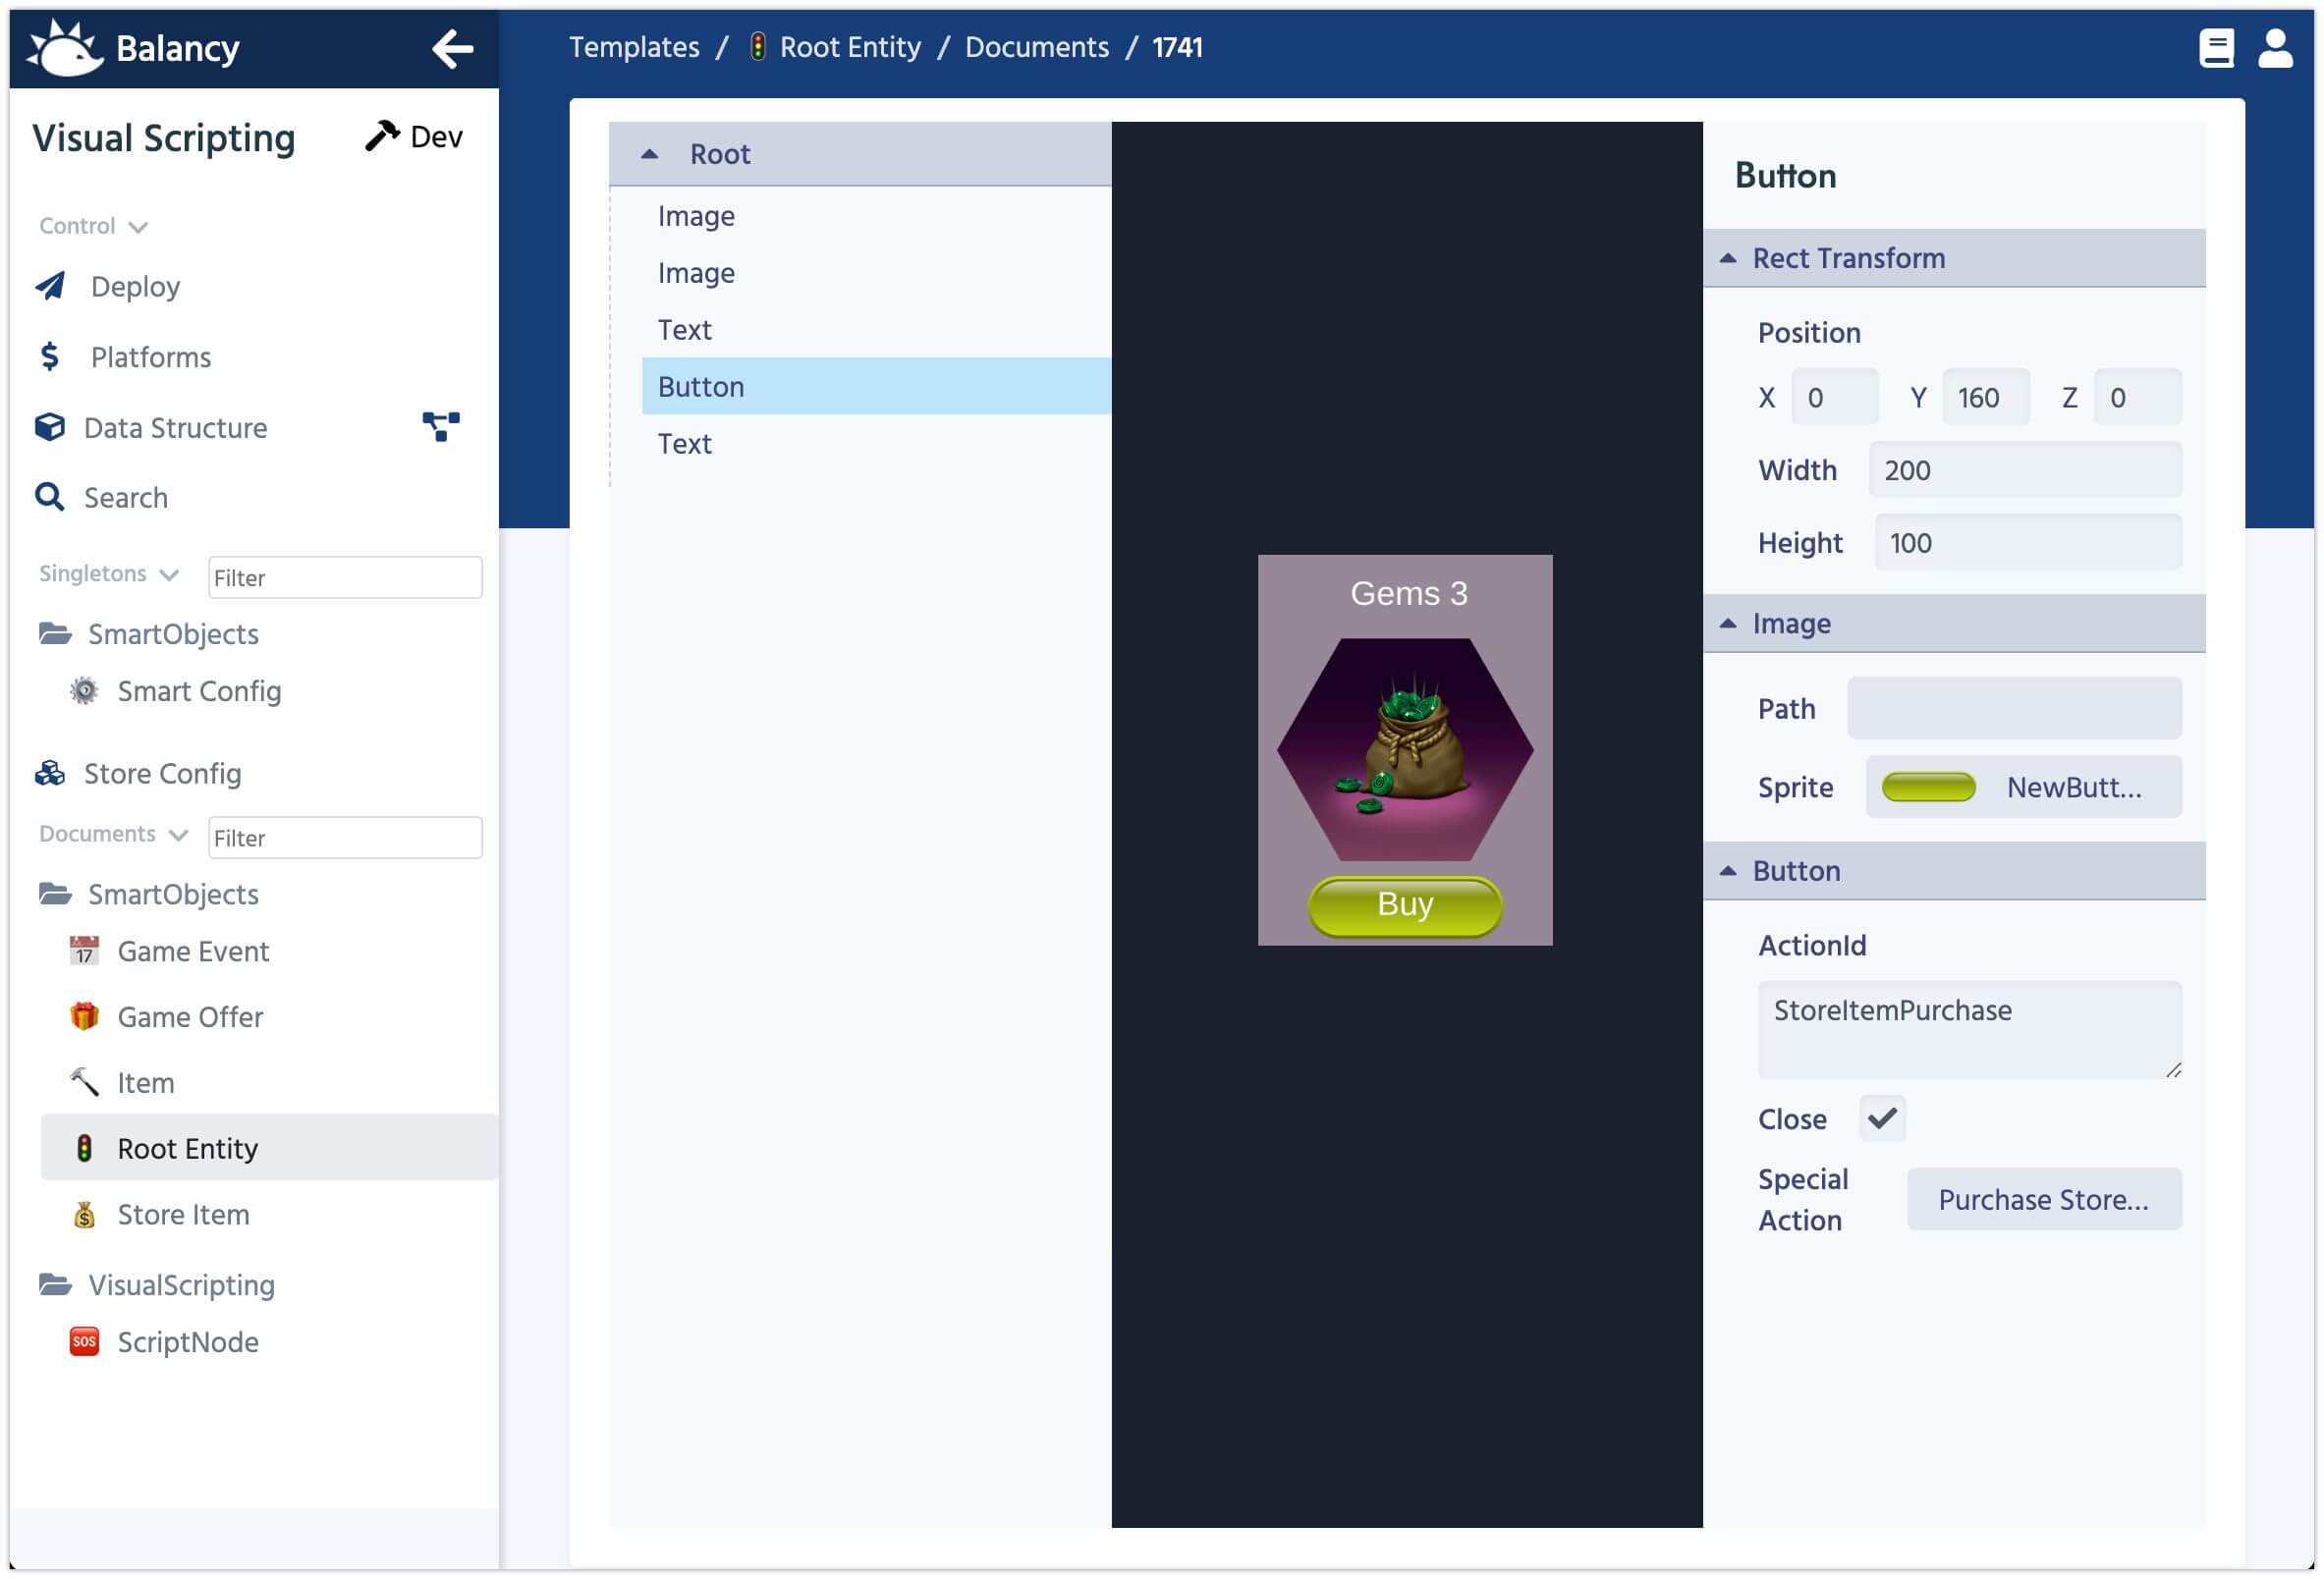 Balancy
Visual Scripting
Dev
Control
Deploy
Platforms
Data Structure
Search
Singletons
Filter
SmartObjects
Smart Config
Store Config
Documents
Filter
SmartObjects
17
Game Event
Game Offer
Item
Root Entity
Store Item
VisualScripting
SOS
ScriptNode
Templates / Root Entity / Documents / 1741
Root
Image
Image
Text
Button
Text
Gems 3
Buy
Button
Rect Transform
Position
X 0 Y 160 Z 0
Width 200
Height 100
Image
Path
Sprite NewButt...
Button
ActionId
StoreItemPurchase
Close
Special
Action
Purchase Store...